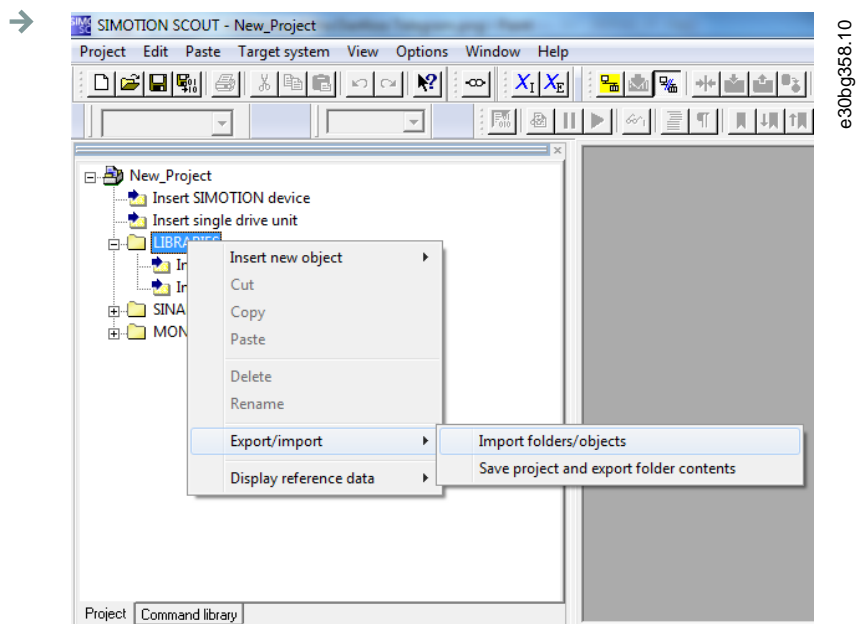 SIMOTION SCOUT - New_Project
Project Edit Paste Target system View Options Window Help
New_Project
Insert SIMOTION device
Insert single drive unit
LIBRARIES
Insert new object
Cut
Copy
SINA
MON
Paste
Delete
Rename
Export/import
Import folders/objects
Save project and export folder contents
Display reference data
Project Command library
e30bg358.10